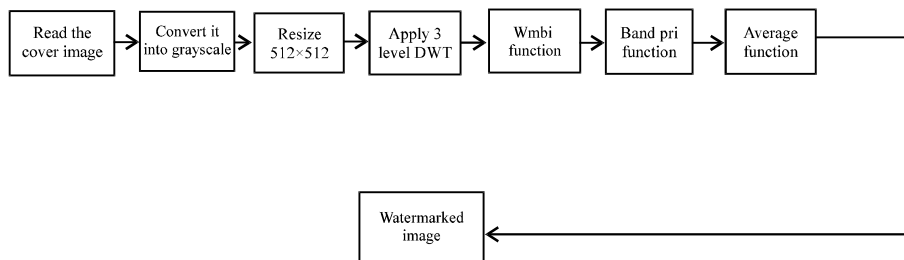 Read the
cover image
Convert it
into grayscale
Resize
512×512
Apply 3
level DWT
Wmbi
function
Band pri
function
Average
function
Watermarked
image